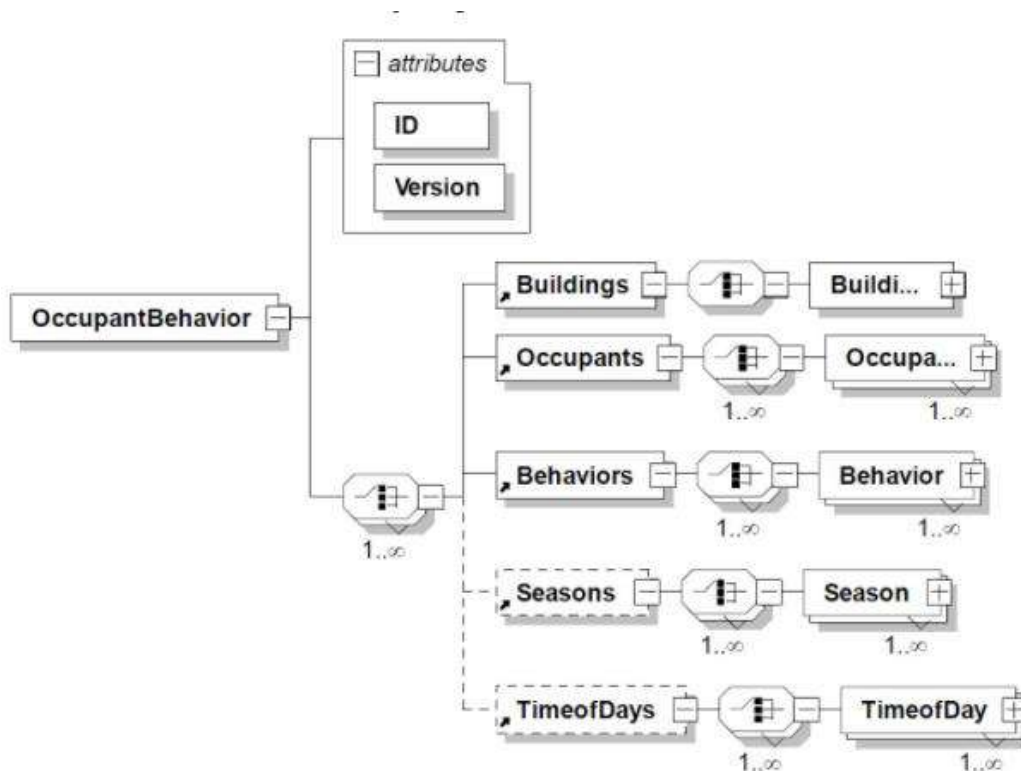 attributes
ID
Version
OccupantBehavior
Buildings Buildi...
Occupants Occupa...
1..∞ 1..∞
Behaviors Behavior
1..∞ 1..∞
1..∞
Seasons Season
1..∞ 1..∞
TimeofDays TimeofDay
1..∞ 1..∞